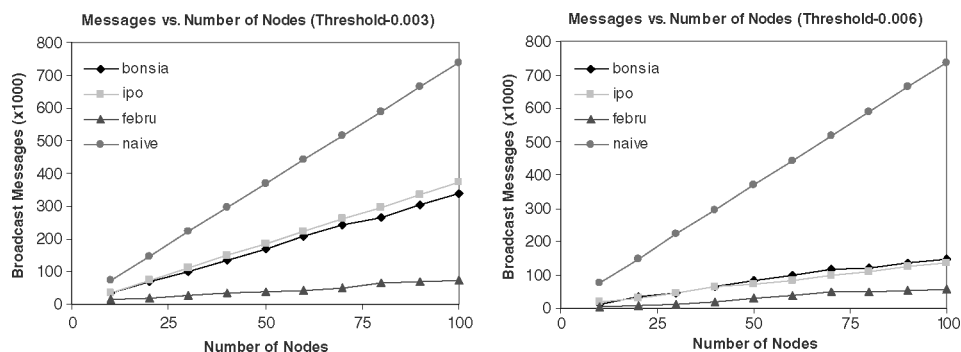 Messages vs. Number of Nodes (Threshold-0.003)
800
700
600
500
400
300
200
100
0
Broadcast Messages (x1000)
bonsia
ipo
febru
naive
0
25
50
75
100
Number of Nodes
Messages vs. Number of Nodes (Threshold-0.006)
800
700
600
500
400
300
200
100
0
Broadcast Messages (x1000)
bonsia
ipo
febru
naive
0
25
50
75
100
Number of Nodes